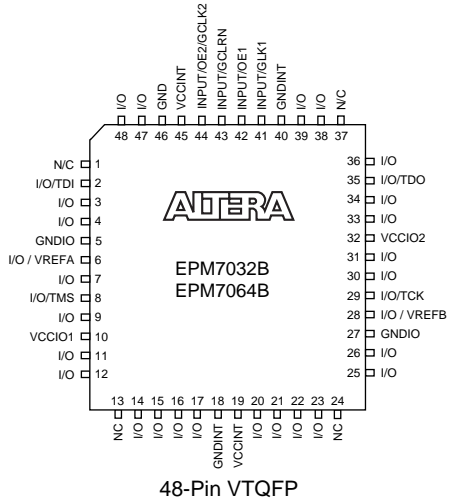 I/O
I/O
GND
VCCINT
INPUT/OE2/GCLK2
INPUT/GCLRN
INPUT/OE1
INPUT/GLK1
GNDINT
I/O
I/O
N/C
48 47 46 45 44 43 42 41 40 39 38 37
N/C 1
I/O/TDI 2
I/O 3
I/O 4
GNDIO 5
I/O / VREFA 6
I/O 7
I/O/TMS 8
I/O 9
VCCIO1 10
I/O 11
I/O 12
ALTERA
EPM7032B
EPM7064B
36 I/O
35 I/O/TDO
34 I/O
33 I/O
32 VCCIO2
31 I/O
30 I/O
29 I/O/TCK
28 I/O / VREFB
27 GNDIO
26 I/O
25 I/O
13 14 15 16 17 18 19 20 21 22 23 24
NC
I/O
I/O
I/O
I/O
GNDINT
VCCINT
I/O
I/O
I/O
I/O
NC
48-Pin VTQFP